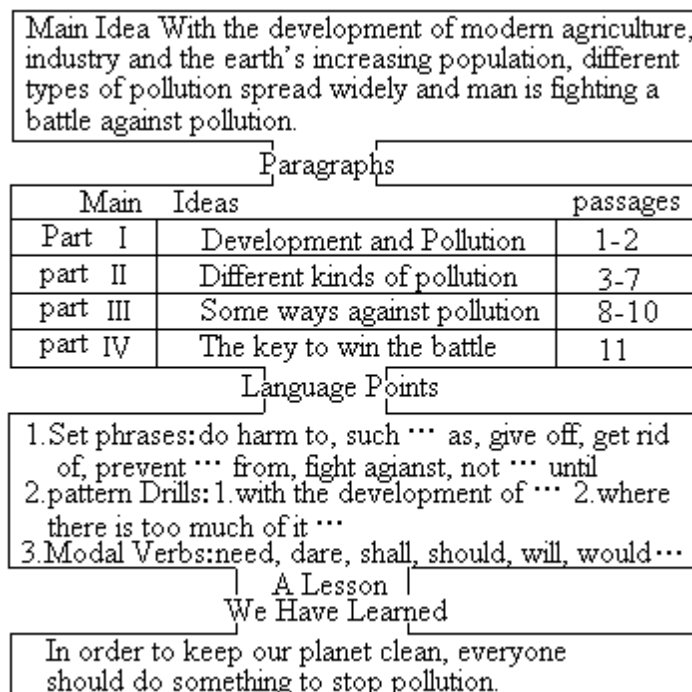 Main Idea With the development of modern agriculture,
industry and the earth's increasing population, different
types of pollution spread widely and man is fighting a
battle against pollution.
Paragraphs
Main Ideas passages
Part I Development and Pollution 1-2
part II Different kinds of pollution 3-7
part III Some ways against pollution 8-10
part IV The key to win the battle 11
Language Points
1.Set phrases:do harm to, such … as, give off, get rid
of, prevent … from, fight agianst, not … until
2.pattern Drills: 1.with the development of … 2.where
there is too much of it …
3.Modal Verbs:need, dare, shall, should, will, would…
A Lesson
We Have Learned
In order to keep our planet clean, everyone
should do something to stop pollution.